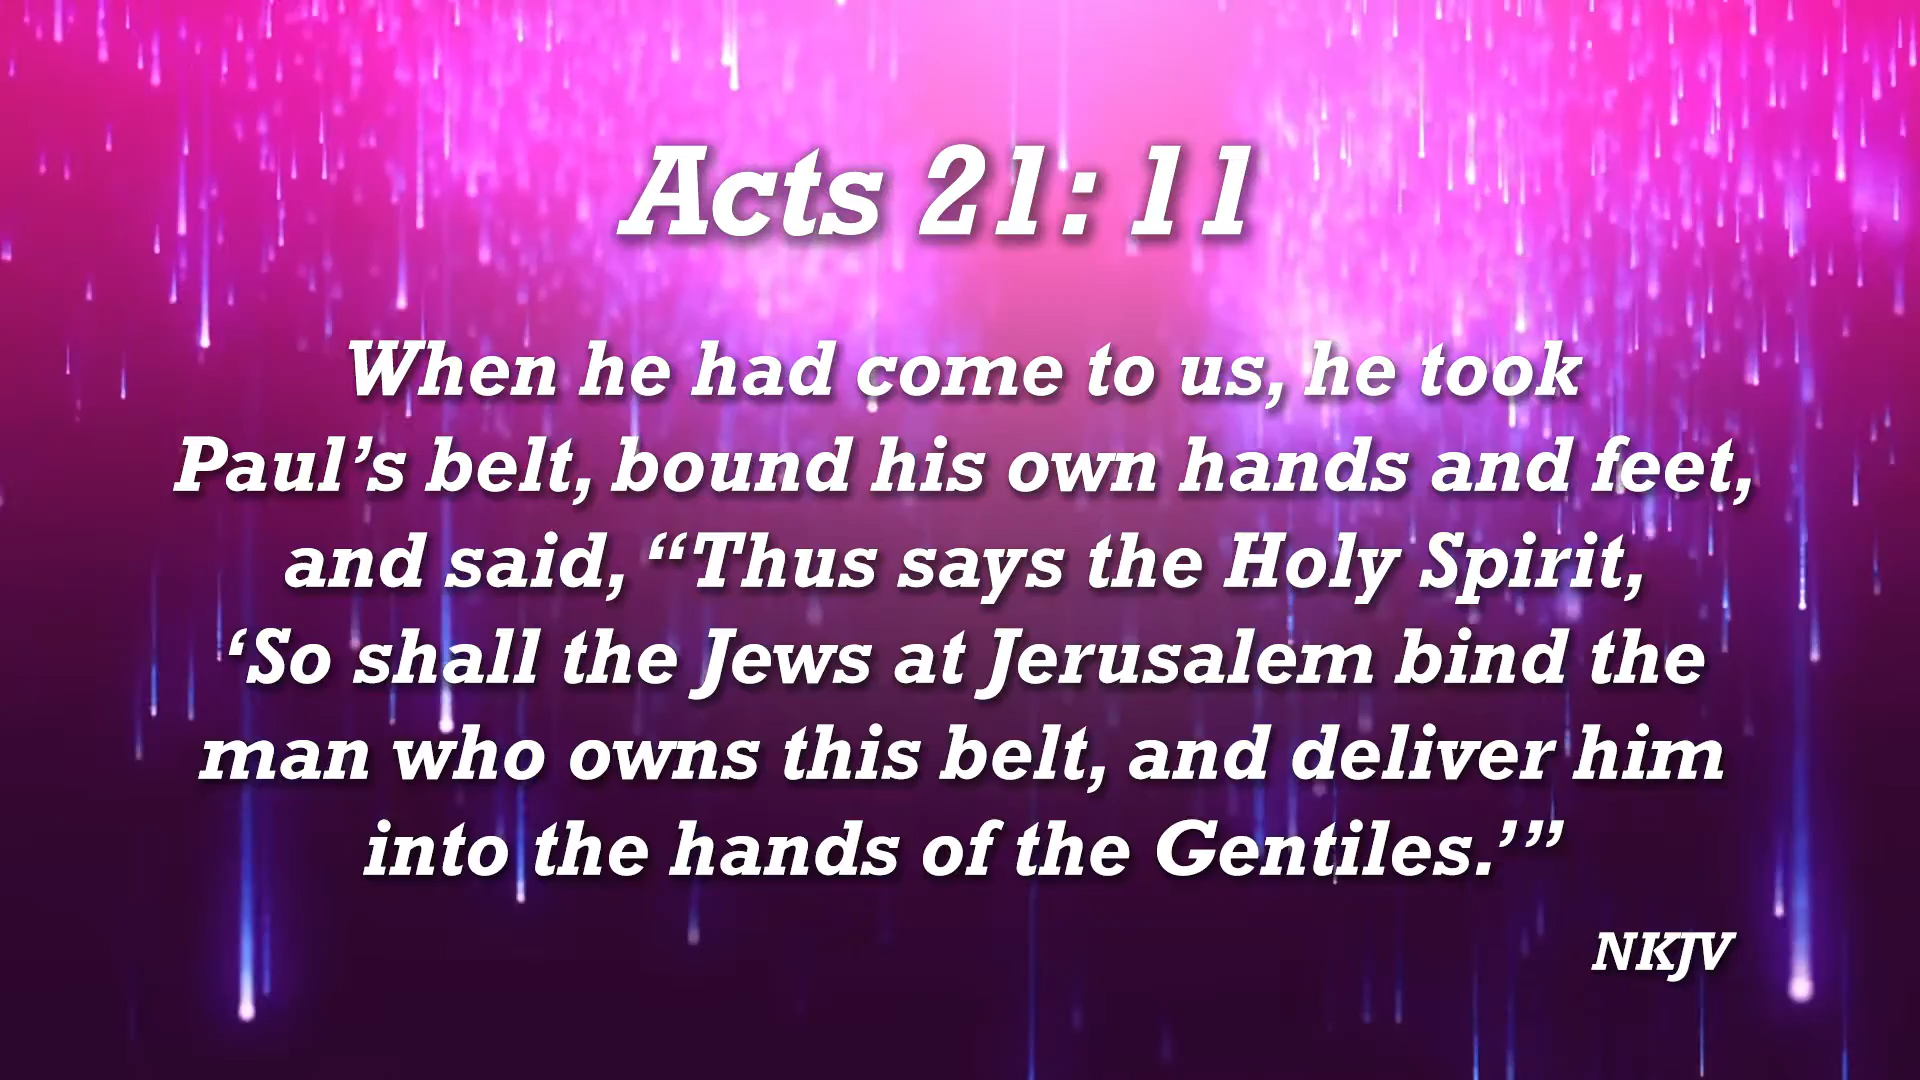 Acts 21:11
When he had come to us, he took
Paul’s belt, bound his own hands and feet,
and said, “Thus says the Holy Spirit,
‘So shall the Jews at Jerusalem bind the
man who owns this belt, and deliver him
into the hands of the Gentiles.’”
NKJV